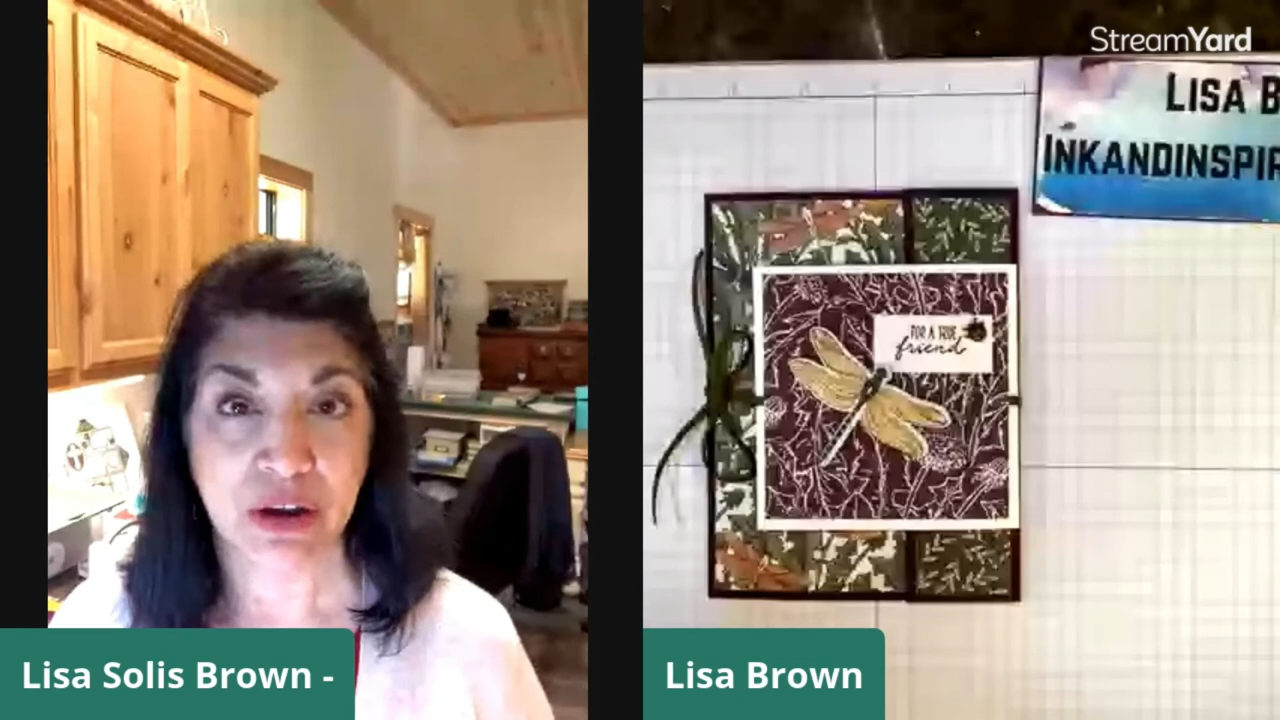 StreamYard
LISA B
INKANDINSPIR
FOR A TRUE
friend
Lisa Solis Brown -
Lisa Brown